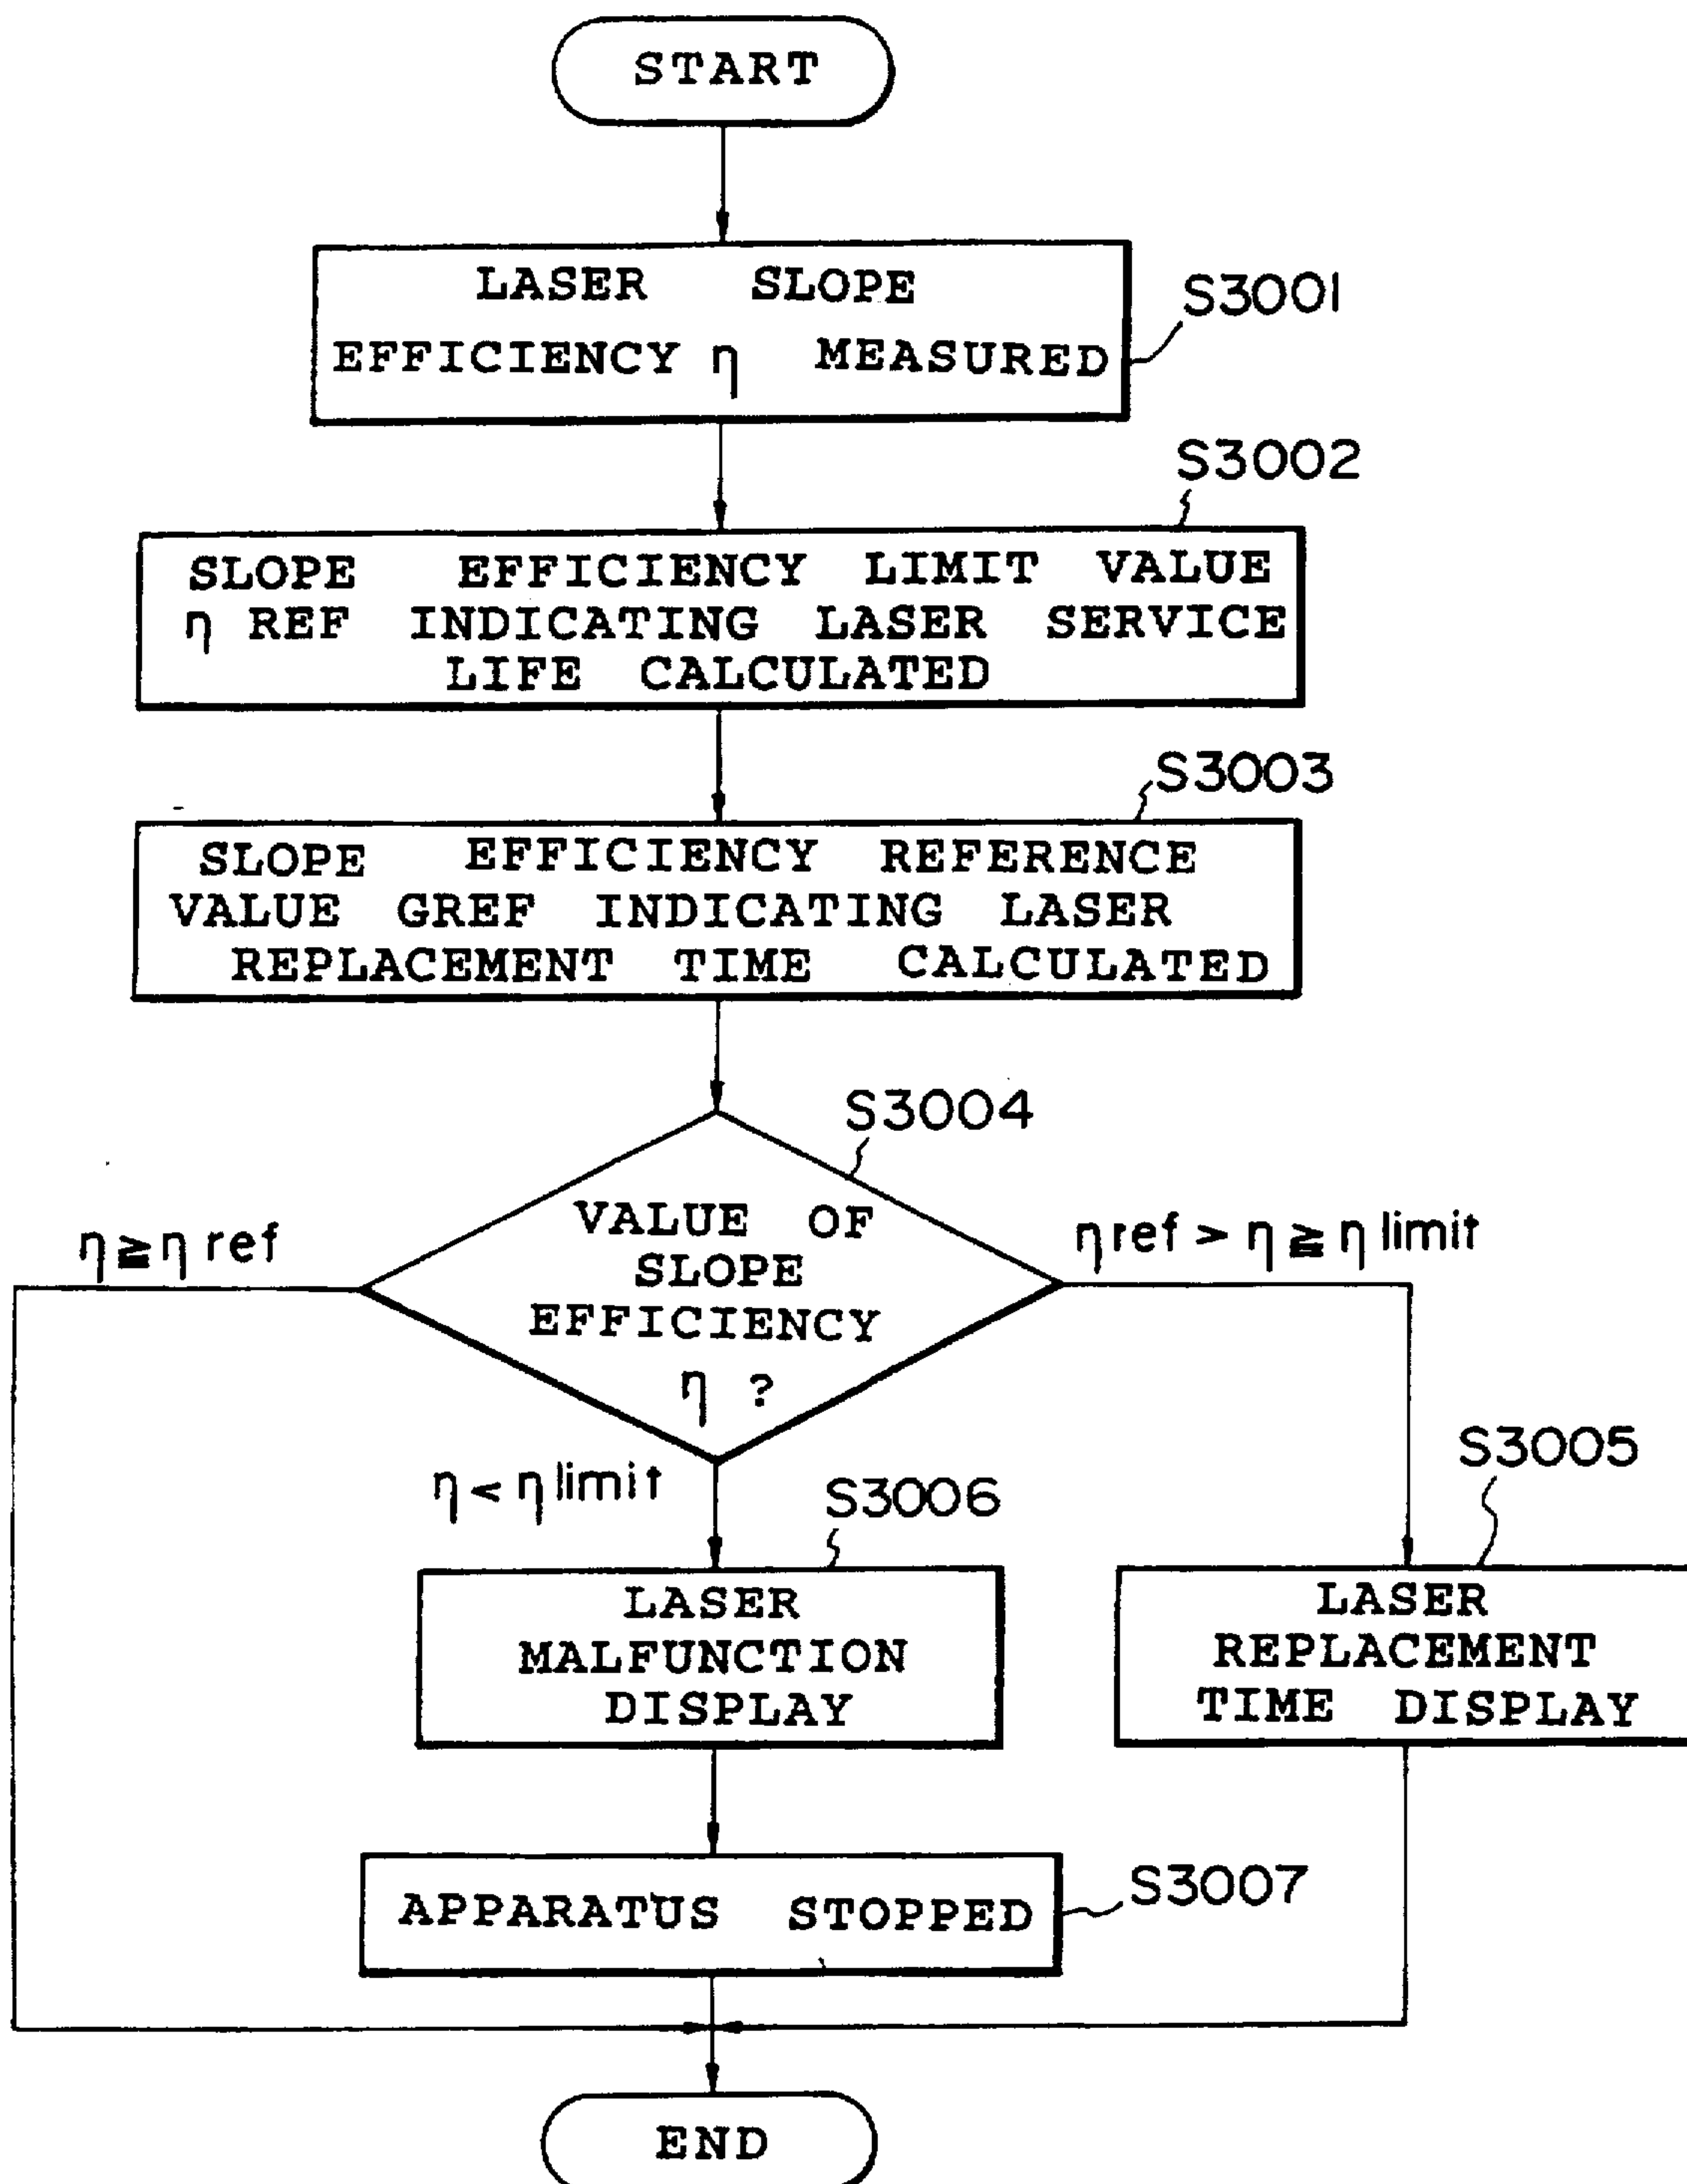 START
LASER SLOPE
EFFICIENCY η MEASURED
S3001
S3002
SLOPE EFFICIENCY LIMIT VALUE
η REF INDICATING LASER SERVICE
LIFE CALCULATED
S3003
SLOPE EFFICIENCY REFERENCE
VALUE GREF INDICATING LASER
REPLACEMENT TIME CALCULATED
S3004
VALUE OF
SLOPE
EFFICIENCY
η ?
η ≧ η ref
η ref > η ≧ η limit
η < η limit
S3006
LASER
MALFUNCTION
DISPLAY
S3005
LASER
REPLACEMENT
TIME DISPLAY
APPARATUS STOPPED
S3007
END